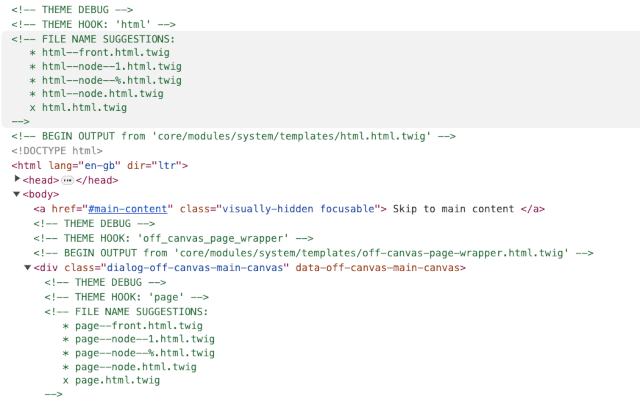 <!-- THEME DEBUG -->
<!-- THEME HOOK: 'html' -->
<!-- FILE NAME SUGGESTIONS:
* html--front.html.twig
* html--node--1.html.twig
* html--node--%.html.twig
* html--node.html.twig
x html.html.twig
-->
<!-- BEGIN OUTPUT from 'core/modules/system/templates/html.html.twig' -->
<!DOCTYPE html>
<html lang="en-gb" dir="ltr">
<head>⋯</head>
<body>
<a href="#main-content" class="visually-hidden focusable"> Skip to main content </a>
<!-- THEME DEBUG -->
<!-- THEME HOOK: 'off_canvas_page_wrapper' -->
<!-- BEGIN OUTPUT from 'core/modules/system/templates/off-canvas-page-wrapper.html.twig' -->
<div class="dialog-off-canvas-main-canvas" data-off-canvas-main-canvas>
<!-- THEME DEBUG -->
<!-- THEME HOOK: 'page' -->
<!-- FILE NAME SUGGESTIONS:
* page--front.html.twig
* page--node--1.html.twig
* page--node--%.html.twig
* page--node.html.twig
x page.html.twig
-->